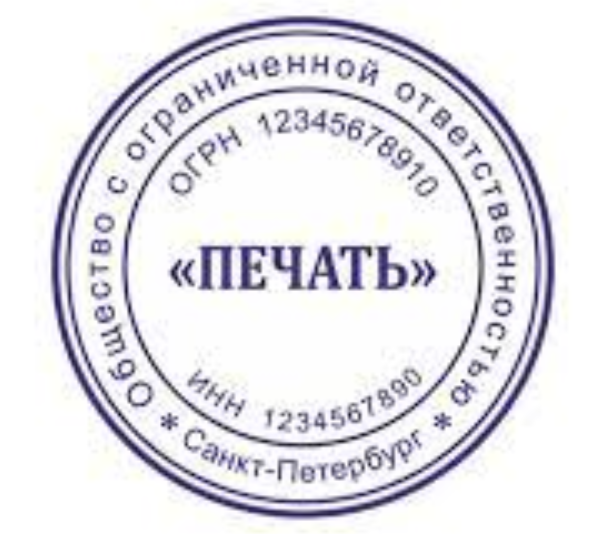 Общество с ограниченной ответственностью
* Санкт-Петербург *
ОГРН 12345678910
«ПЕЧАТЬ»
ИНН 1234567890